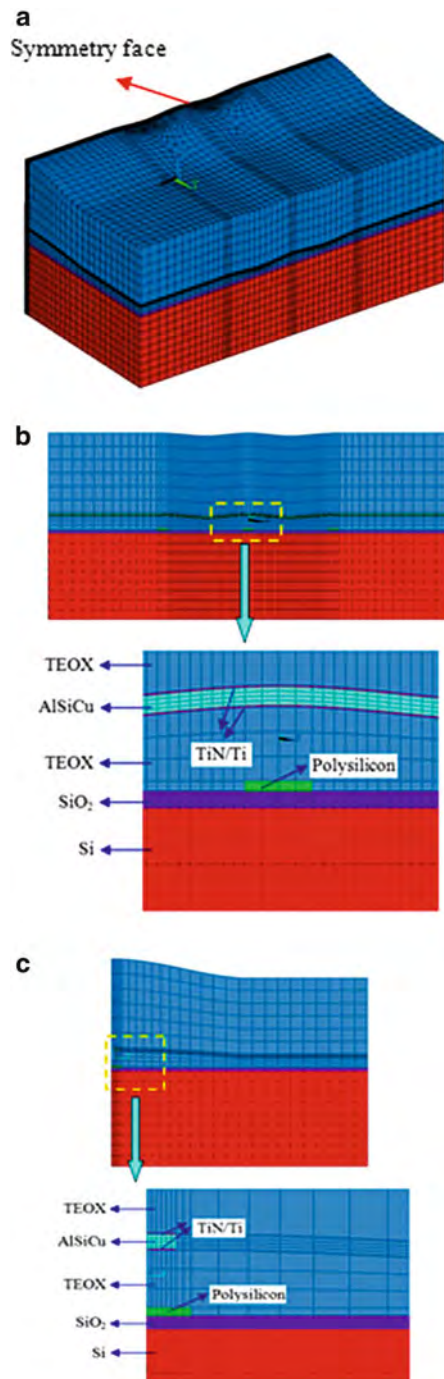 a
Symmetry face
b
TEOX
AlSiCu
TiN/Ti
TEOX
Polysilicon
SiO2
Si
c
TEOX
TiN/Ti
AlSiCu
TEOX
Polysilicon
SiO2
Si